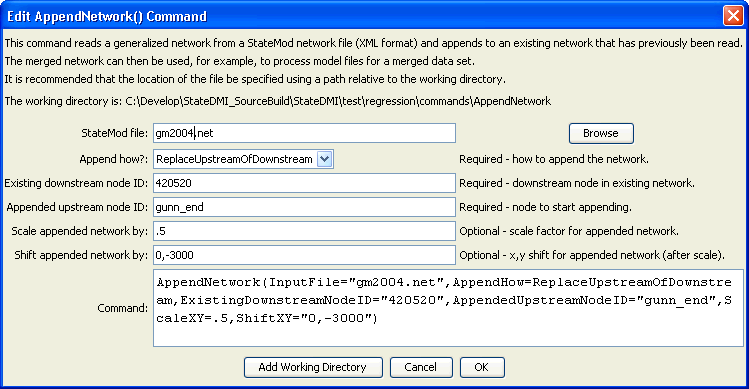 Edit AppendNetwork() Command
This command reads a generalized network from a StateMod network file (XML format) and appends to an existing network that has previously been read.
The merged network can then be used, for example, to process model files for a merged data set.
It is recommended that the location of the file be specified using a path relative to the working directory.
The working directory is: C:\Develop\StateDMI_SourceBuild\StateDMI\test\regression\commands\AppendNetwork
StateMod file: gm2004.net Browse
Append how?: ReplaceUpstreamOfDownstream Required - how to append the network.
Existing downstream node ID: 420520 Required - downstream node in existing network.
Appended upstream node ID: gunn_end Required - node to start appending.
Scale appended network by: .5 Optional - scale factor for appended network.
Shift appended network by: 0,-3000 Optional - x,y shift for appended network (after scale).
Command: AppendNetwork(InputFile="gm2004.net",AppendHow=ReplaceUpstreamOfDownstre
am,ExistingDownstreamNodeID="420520",AppendedUpstreamNodeID="gunn_end",S
caleXY=.5,ShiftXY="0,-3000")
Add Working Directory Cancel OK